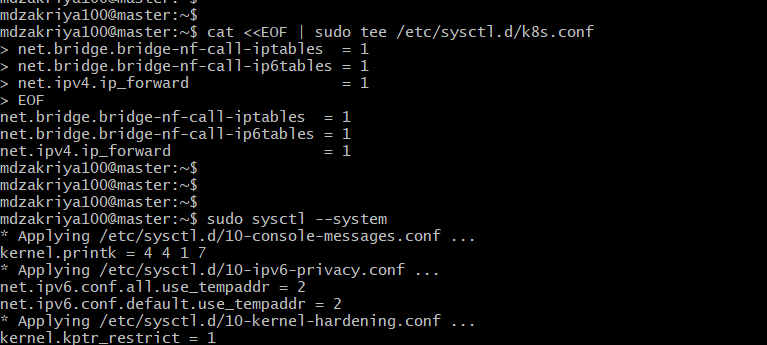 mdzakriya100@master:~$
mdzakriya100@master:~$
mdzakriya100@master:~$ cat <<EOF | sudo tee /etc/sysctl.d/k8s.conf
> net.bridge.bridge-nf-call-iptables  = 1
> net.bridge.bridge-nf-call-ip6tables = 1
> net.ipv4.ip_forward                 = 1
> EOF
net.bridge.bridge-nf-call-iptables  = 1
net.bridge.bridge-nf-call-ip6tables = 1
net.ipv4.ip_forward                 = 1
mdzakriya100@master:~$
mdzakriya100@master:~$
mdzakriya100@master:~$
mdzakriya100@master:~$ sudo sysctl --system
* Applying /etc/sysctl.d/10-console-messages.conf ...
kernel.printk = 4 4 1 7
* Applying /etc/sysctl.d/10-ipv6-privacy.conf ...
net.ipv6.conf.all.use_tempaddr = 2
net.ipv6.conf.default.use_tempaddr = 2
* Applying /etc/sysctl.d/10-kernel-hardening.conf ...
kernel.kptr_restrict = 1